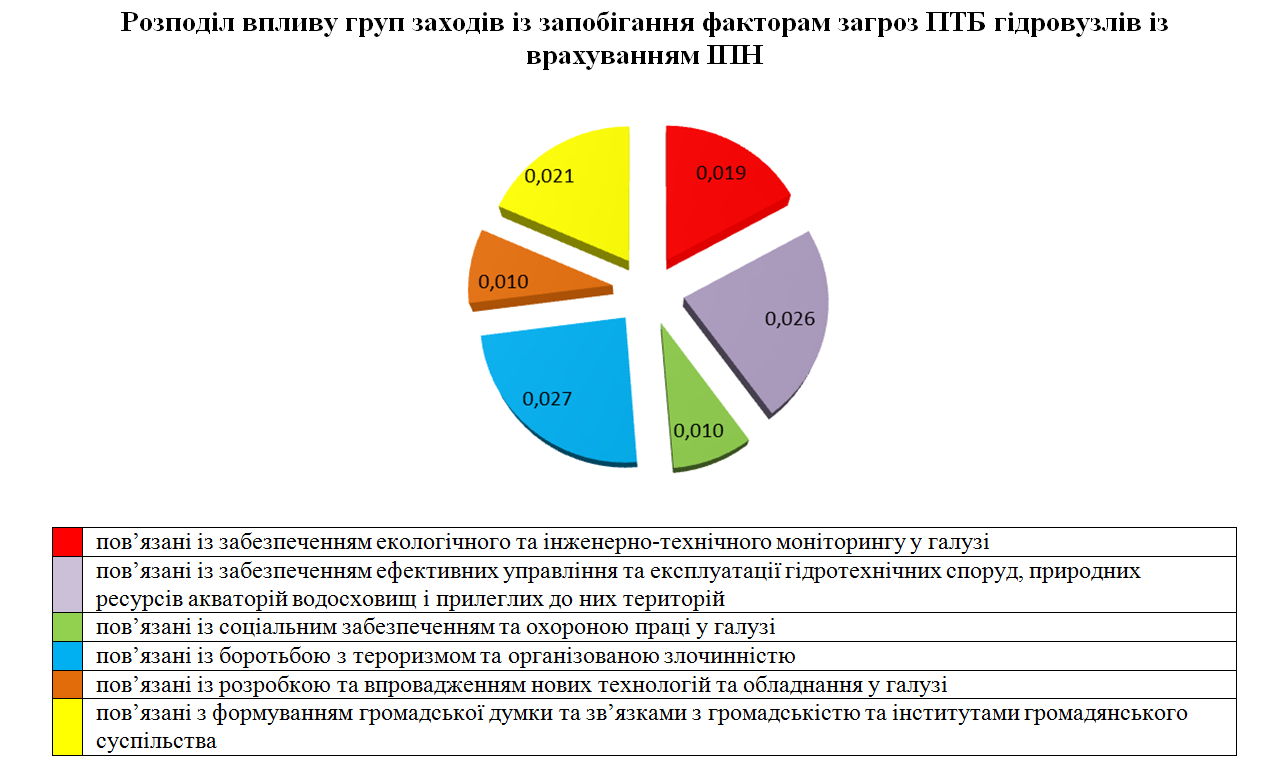 Розподіл впливу груп заходів із запобігання факторам загроз ПТБ гідровузлів із
врахуванням ІПН
0,021
0,019
0,010
0,026
0,027
0,010
пов’язані із забезпеченням екологічного та інженерно-технічного моніторингу у галузі
пов’язані із забезпеченням ефективних управління та експлуатації гідротехнічних споруд, природних
ресурсів акваторій водосховищ і прилеглих до них територій
пов’язані із соціальним забезпеченням та охороною праці у галузі
пов’язані із боротьбою з тероризмом та організованою злочинністю
пов’язані із розробкою та впровадженням нових технологій та обладнання у галузі
пов’язані з формуванням громадської думки та зв’язками з громадськістю та інститутами громадянського
суспільства